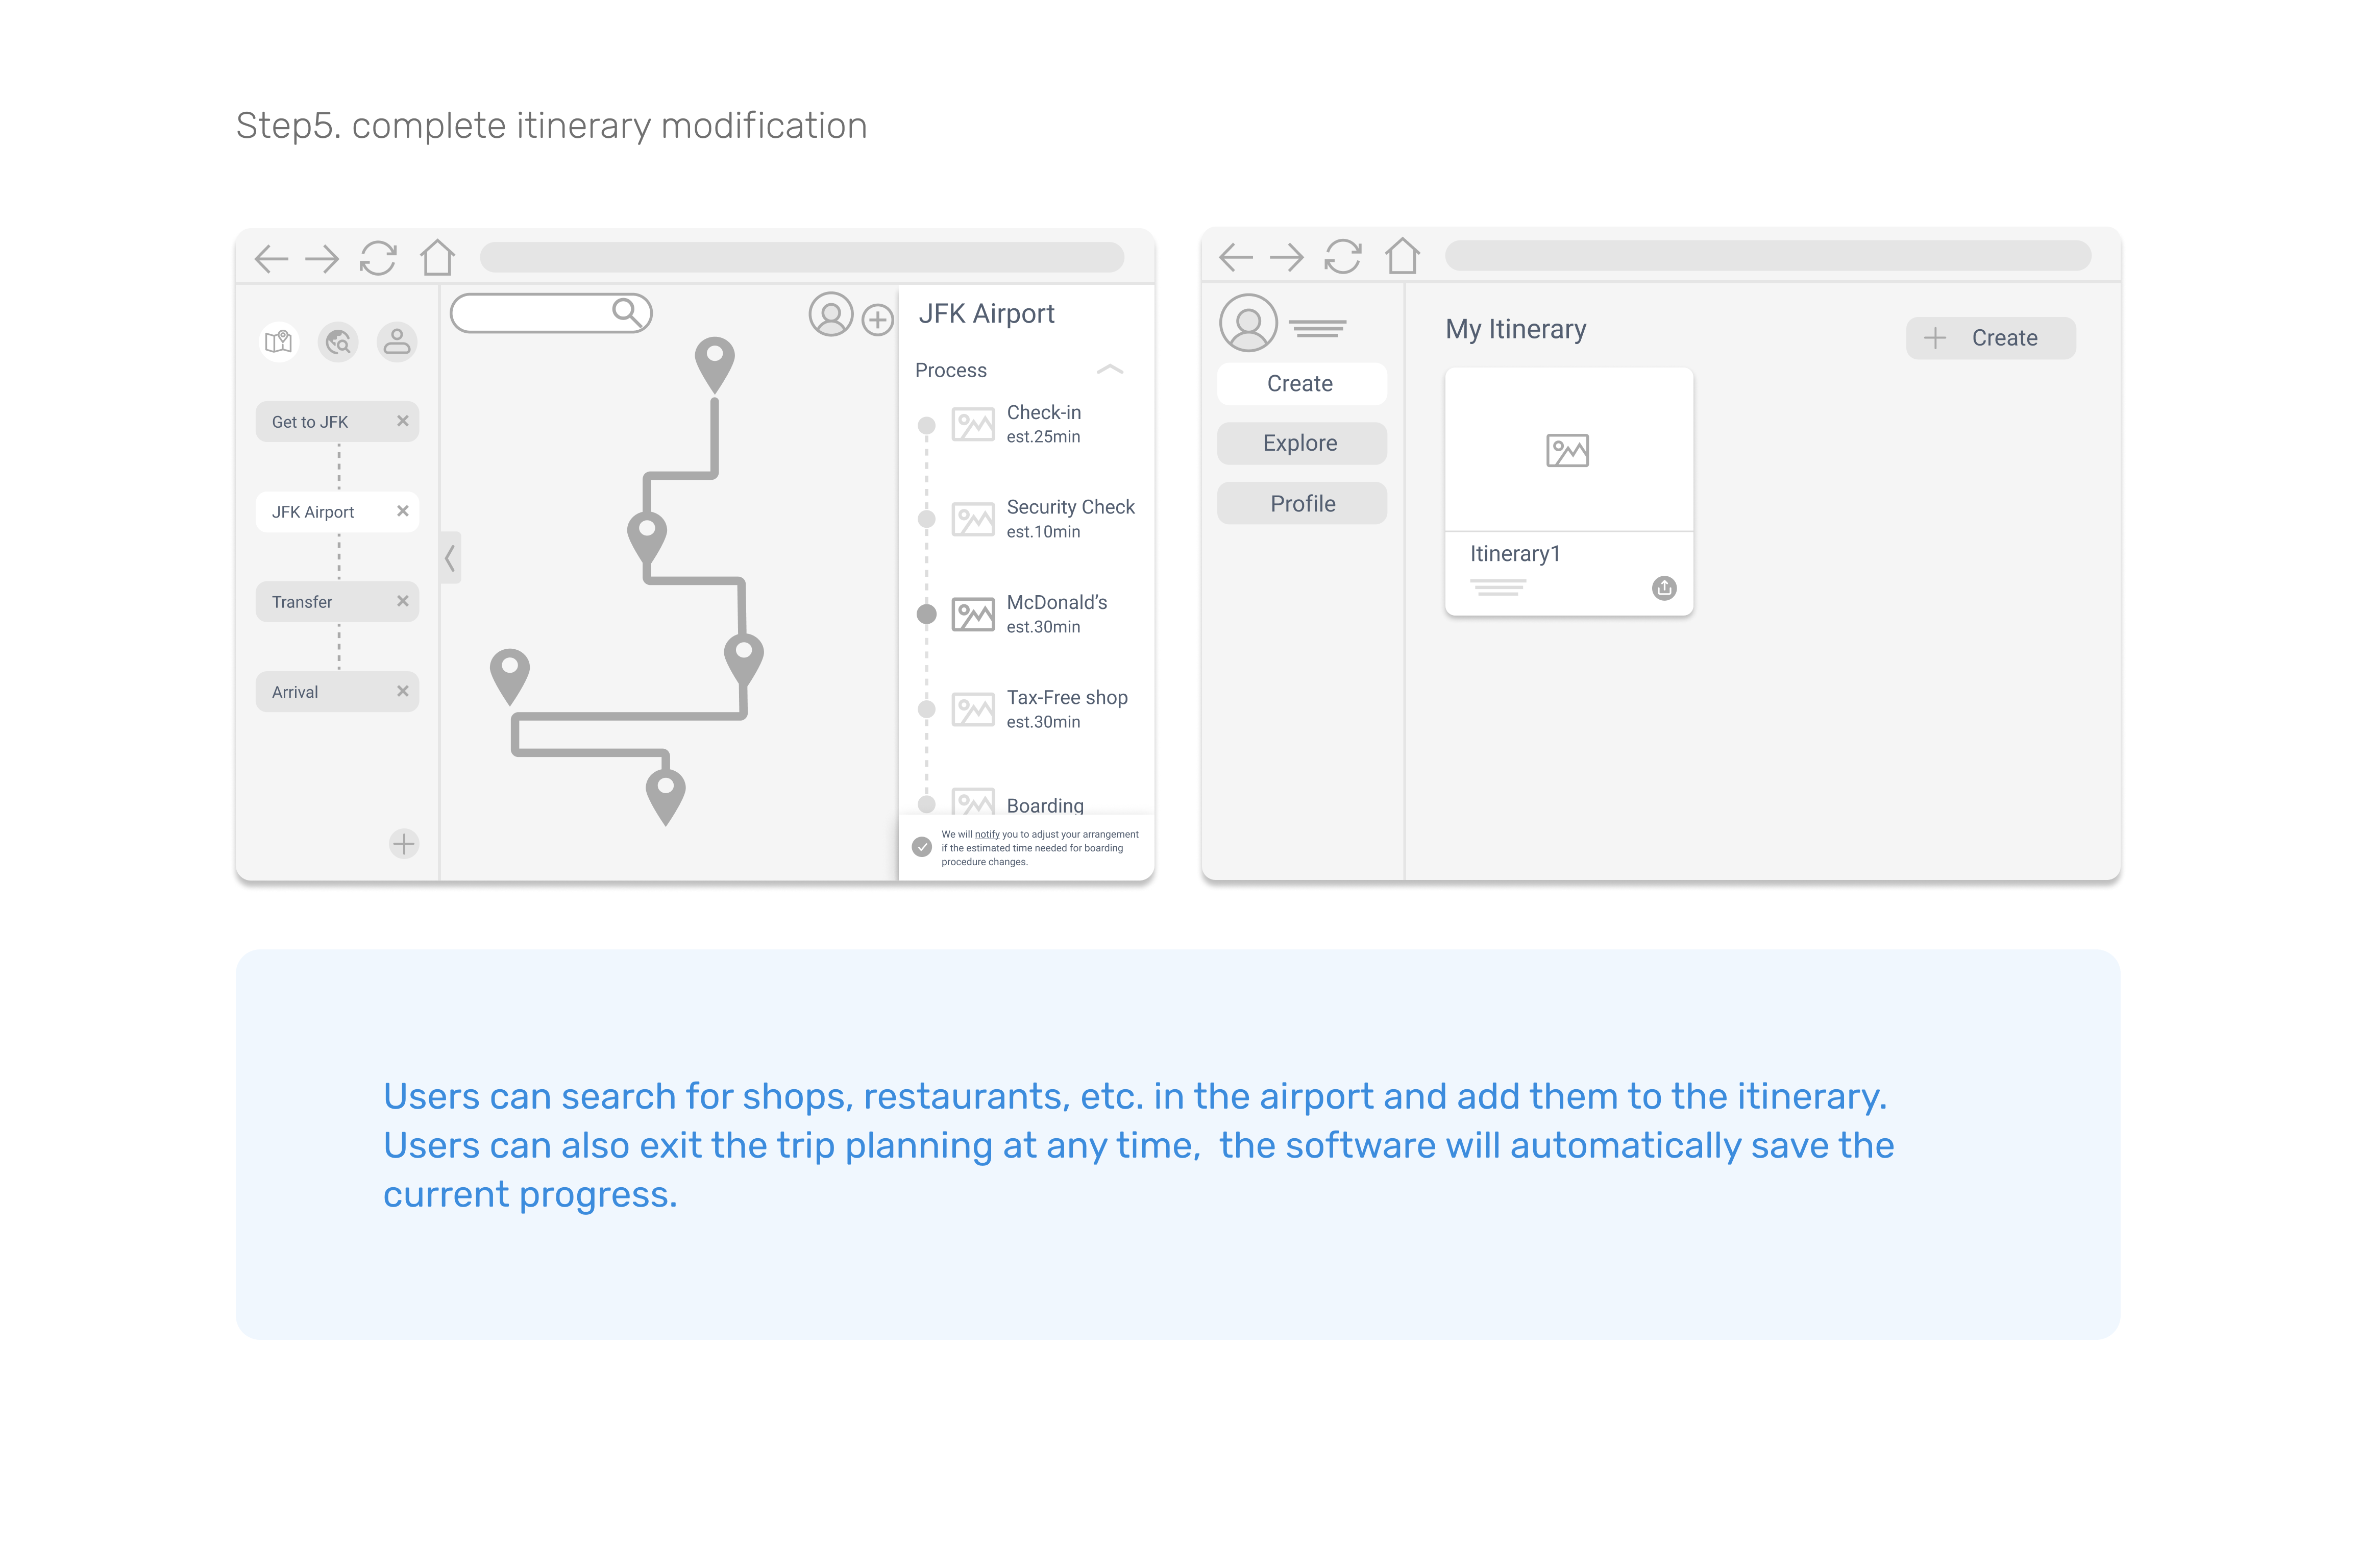 Step5. complete itinerary modification
Get to JFK
JFK Airport
Transfer
Arrival
JFK Airport
Process
Check-in
est.25min
Security Check
est.10min
McDonald's
est.30min
Tax-Free shop
est.30min
Boarding
We will notify you to adjust your arrangement
if the estimated time needed for boarding
procedure changes.
Create
Explore
Profile
My Itinerary
Create
Itinerary1
Users can search for shops, restaurants, etc. in the airport and add them to the itinerary.
Users can also exit the trip planning at any time,  the software will automatically save the
current progress.